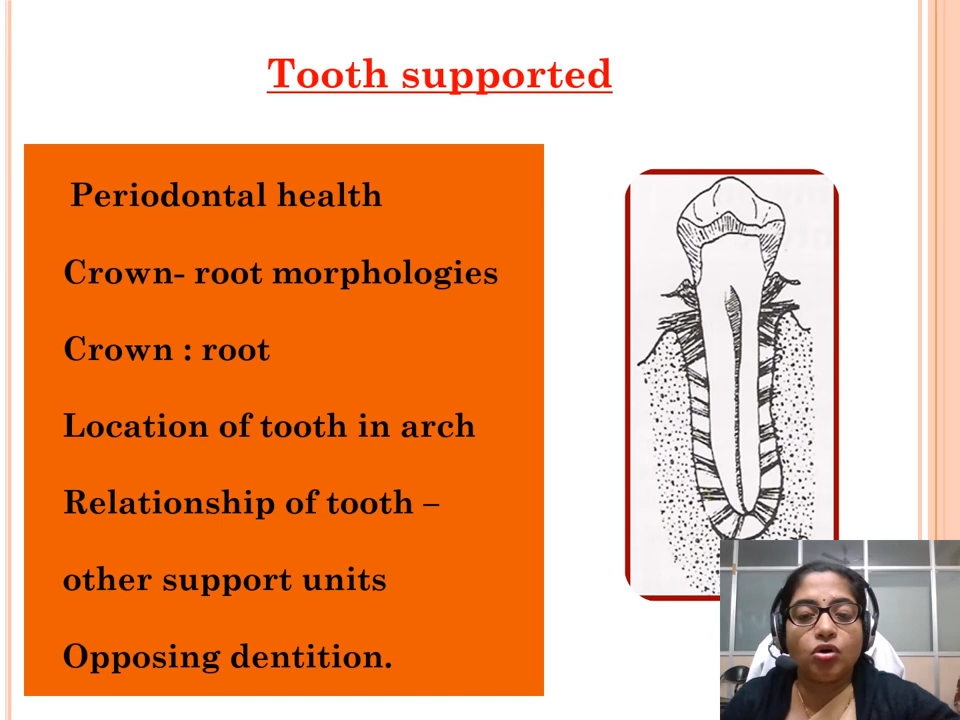 Tooth supported
Periodontal health
Crown- root morphologies
Crown : root
Location of tooth in arch
Relationship of tooth –
other support units
Opposing dentition.